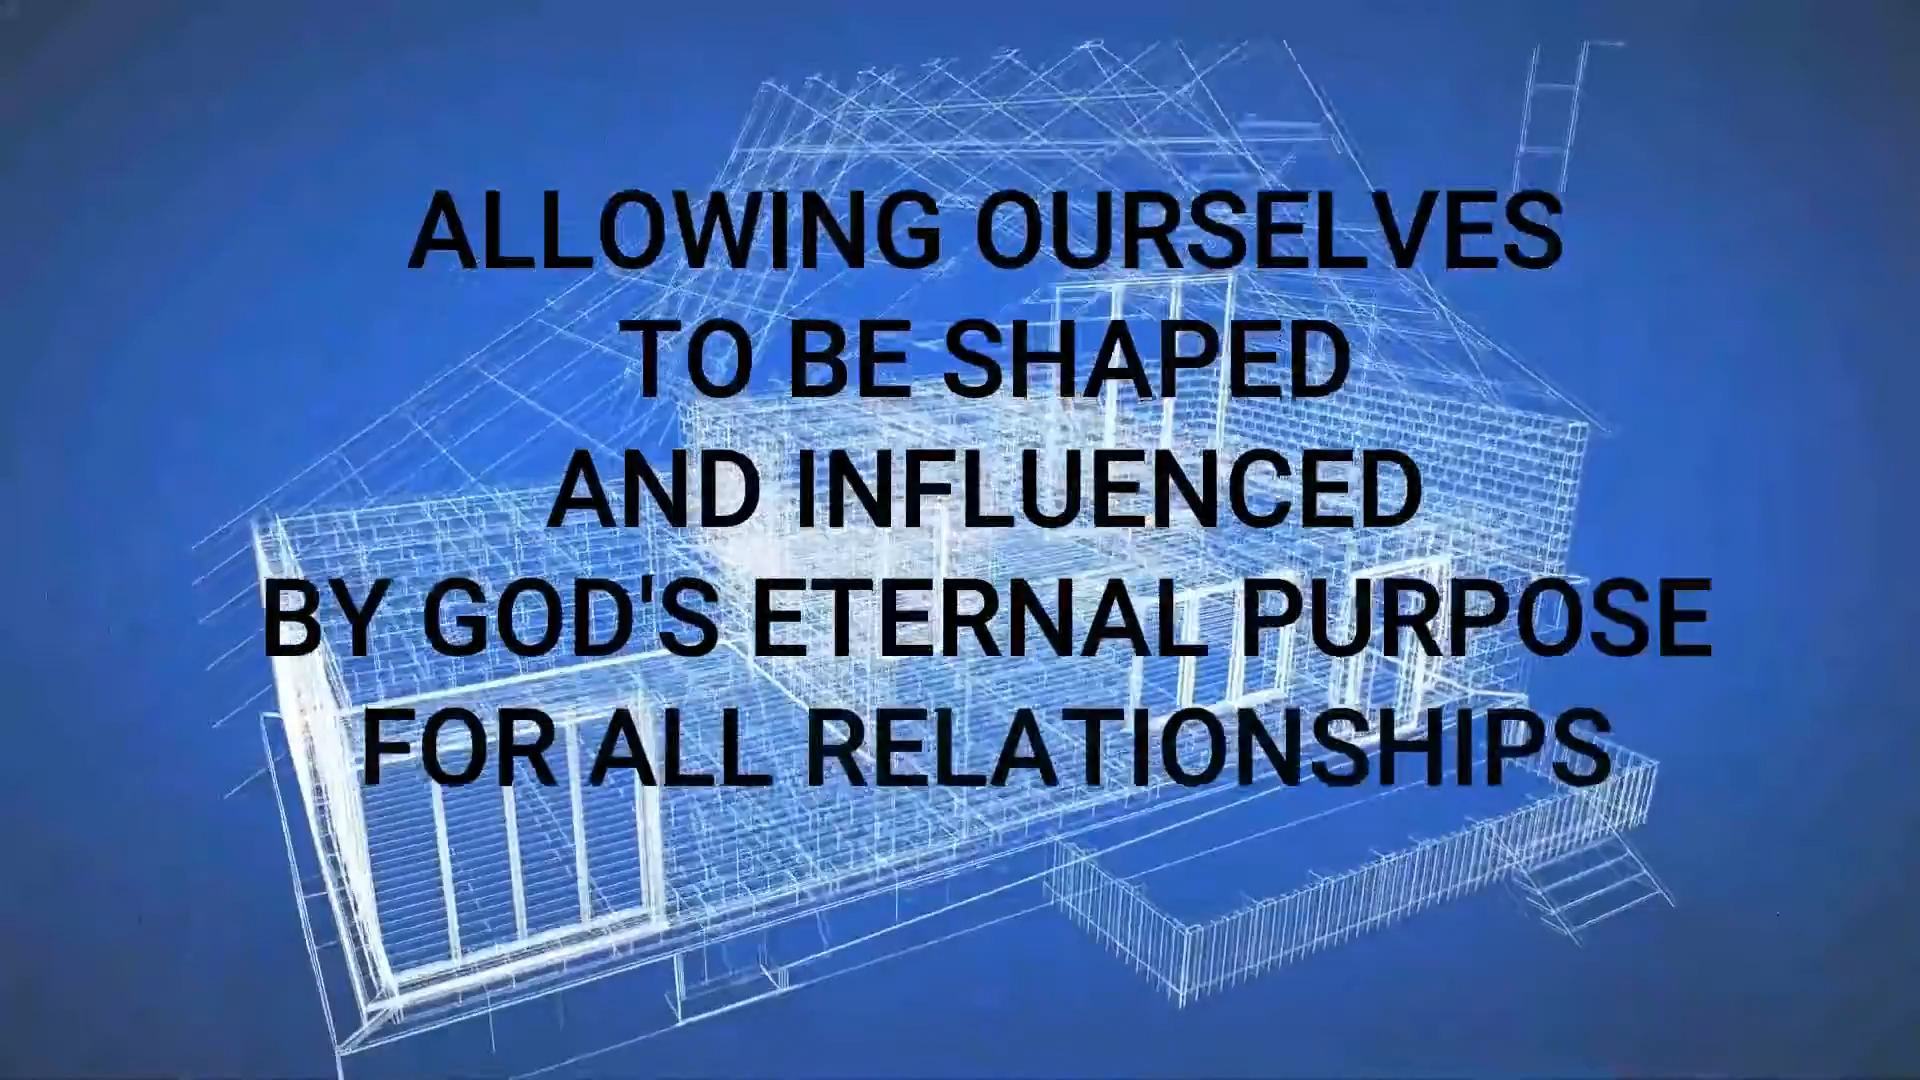 ALLOWING OURSELVES
TO BE SHAPED
AND INFLUENCED
BY GOD'S ETERNAL PURPOSE
FOR ALL RELATIONSHIPS